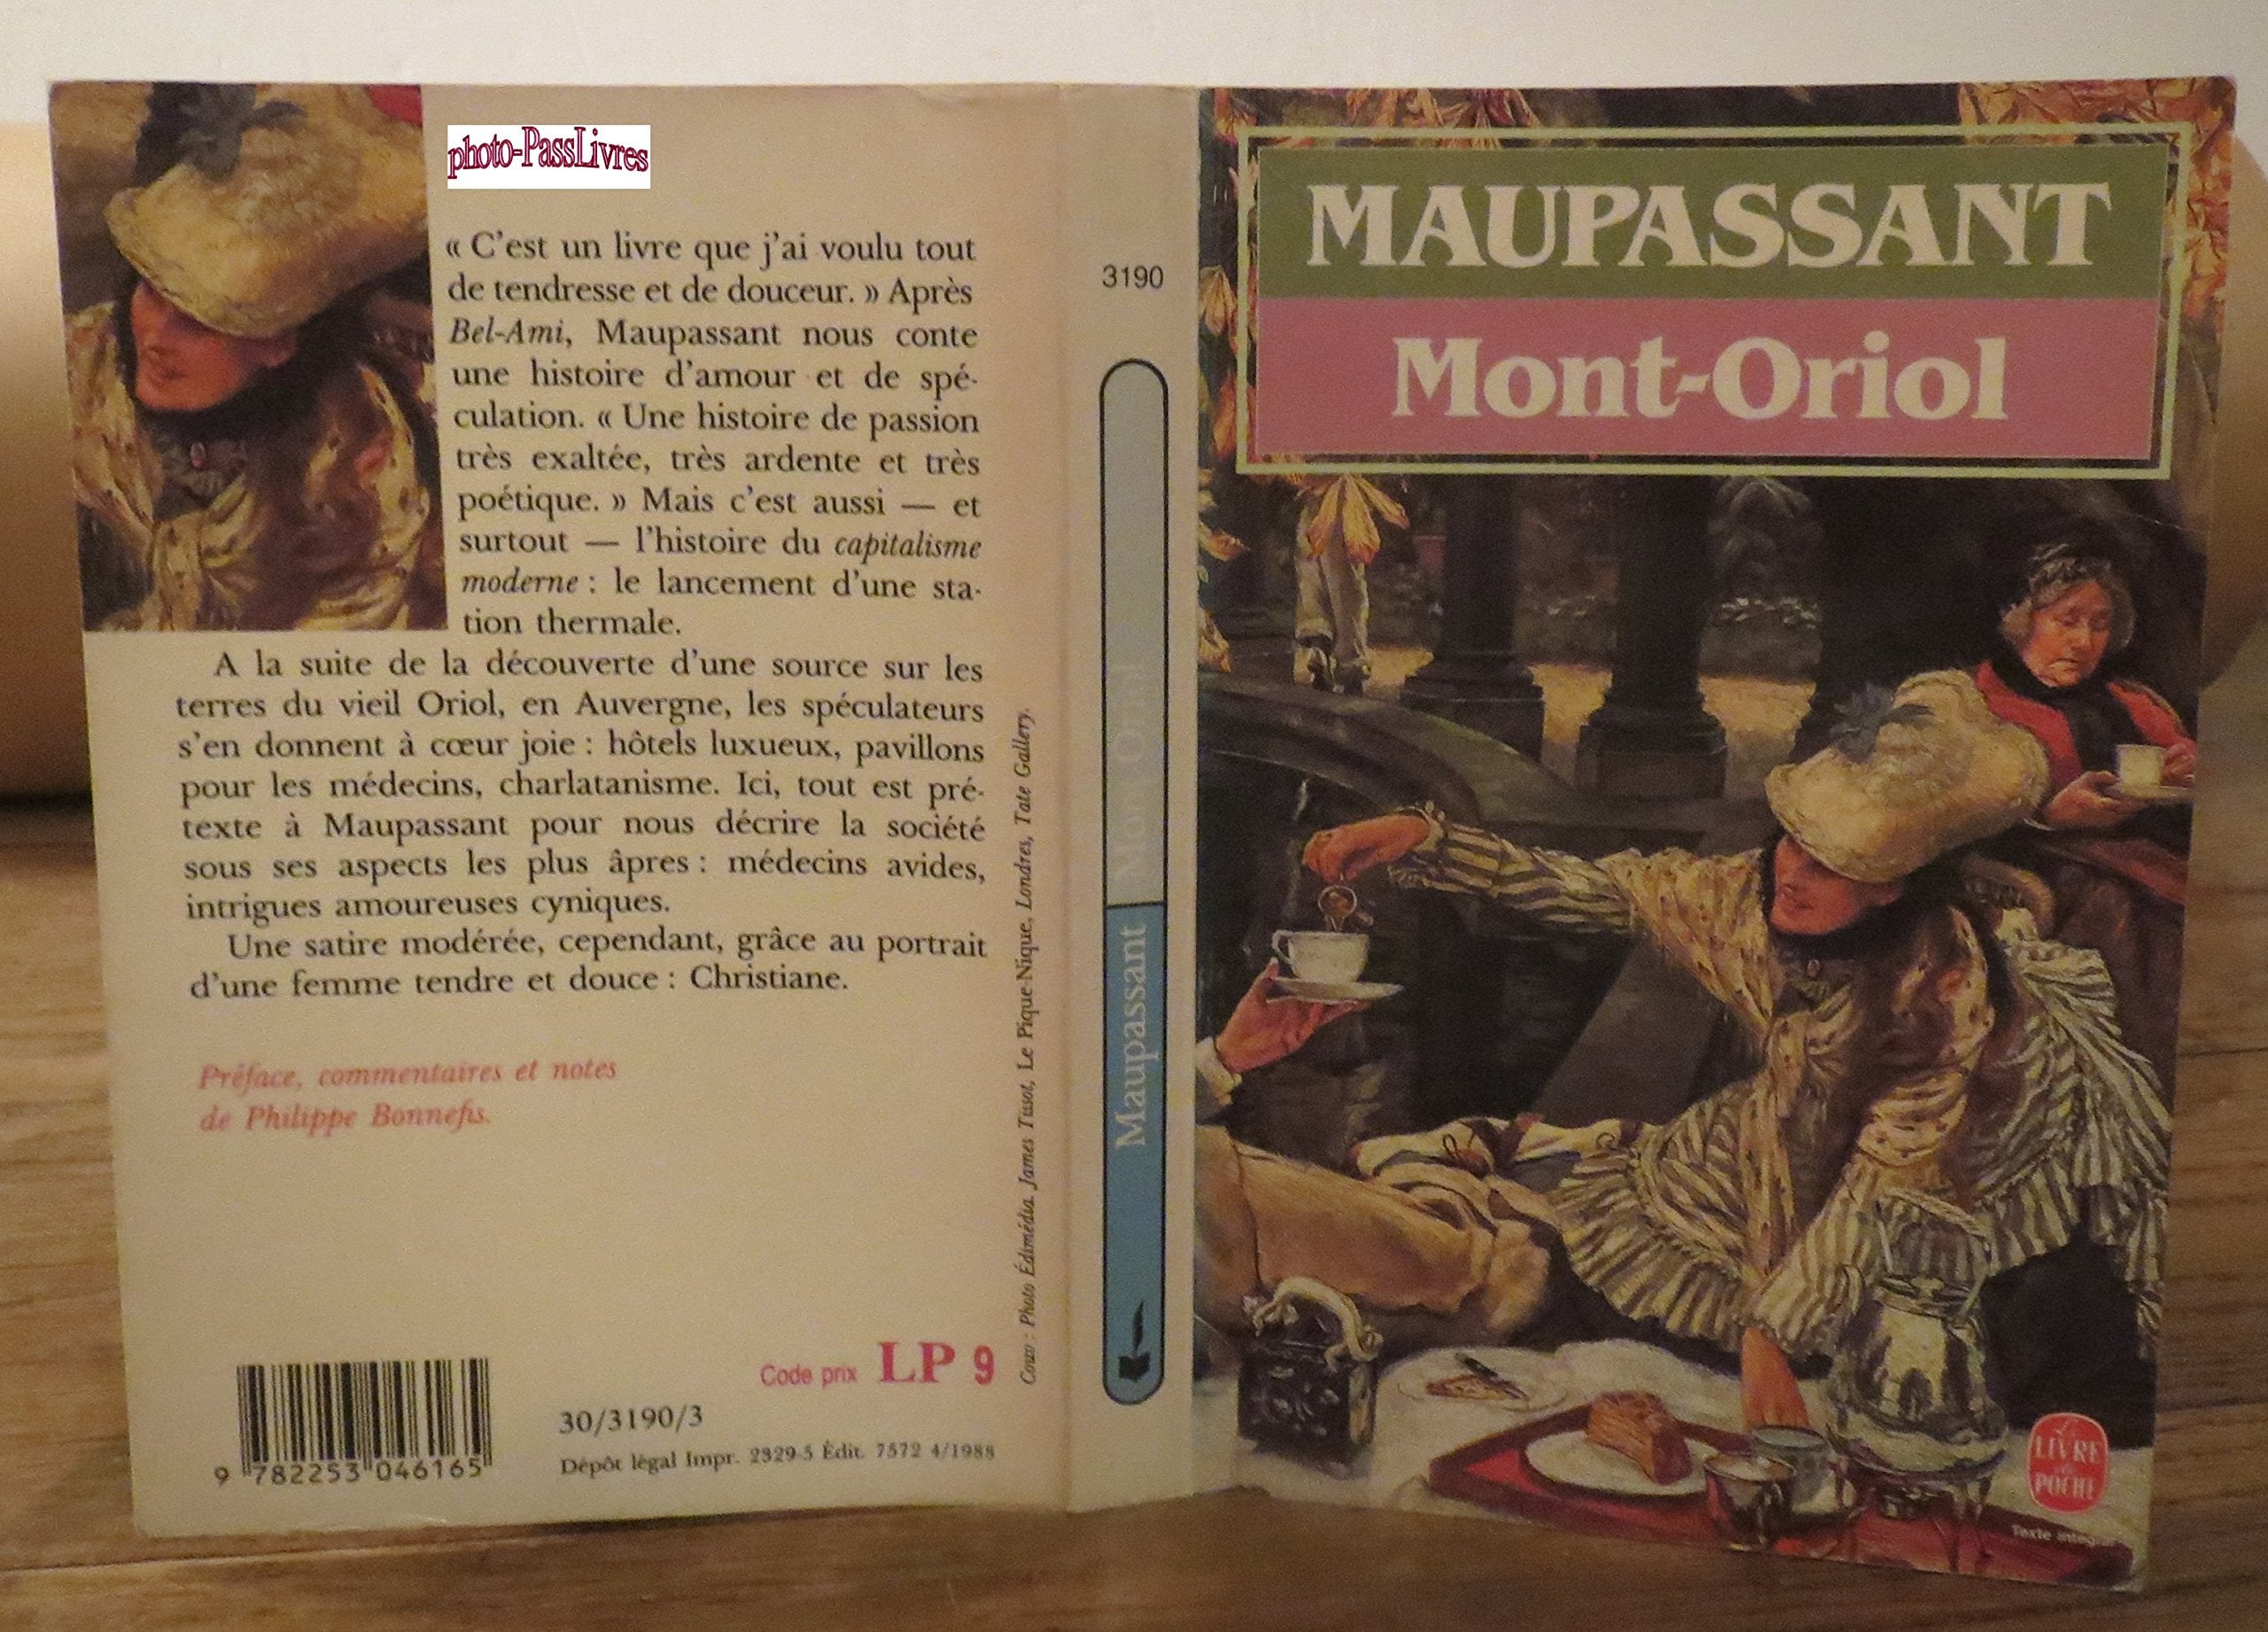 photo-PassLivres
« C'est un livre que j'ai voulu tout
de tendresse et de douceur. » Après
Bel-Ami, Maupassant nous conte
une histoire d'amour et de spé-
culation. « Une histoire de passion
très exaltée, très ardente et très
poétique. » Mais c'est aussi — et
surtout — l'histoire du capitalisme
moderne : le lancement d'une sta-
tion thermale.
A la suite de la découverte d'une source sur les
terres du vieil Oriol, en Auvergne, les spéculateurs
s'en donnent à cœur joie : hôtels luxueux, pavillons
pour les médecins, charlatanisme. Ici, tout est pré-
texte à Maupassant pour nous décrire la société
sous ses aspects les plus âpres : médecins avides,
intrigues amoureuses cyniques.
Une satire modérée, cependant, grâce au portrait
d'une femme tendre et douce : Christiane.
Préface, commentaires et notes
de Philippe Bonnefis.
Code prix LP 9
30/3190/3
Dépôt légal Impr. 2829-5 Édit. 7572 4/1988
9 782253 046165
Couv : Photo Édimédia. James Tissot, Le Pique-Nique, Londres, Tate Gallery.
3190
Maupassant Mont-Oriol
MAUPASSANT
Mont-Oriol
Le
LIVRE
de
POCHE
Texte intégral